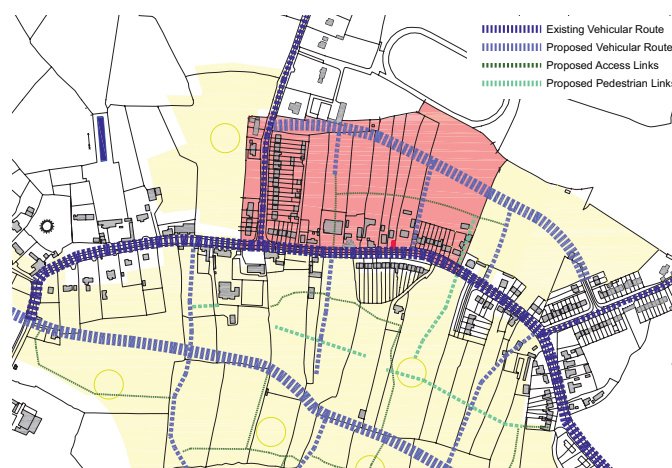 Existing Vehicular Route
Proposed Vehicular Route
Proposed Access Links
Proposed Pedestrian Links